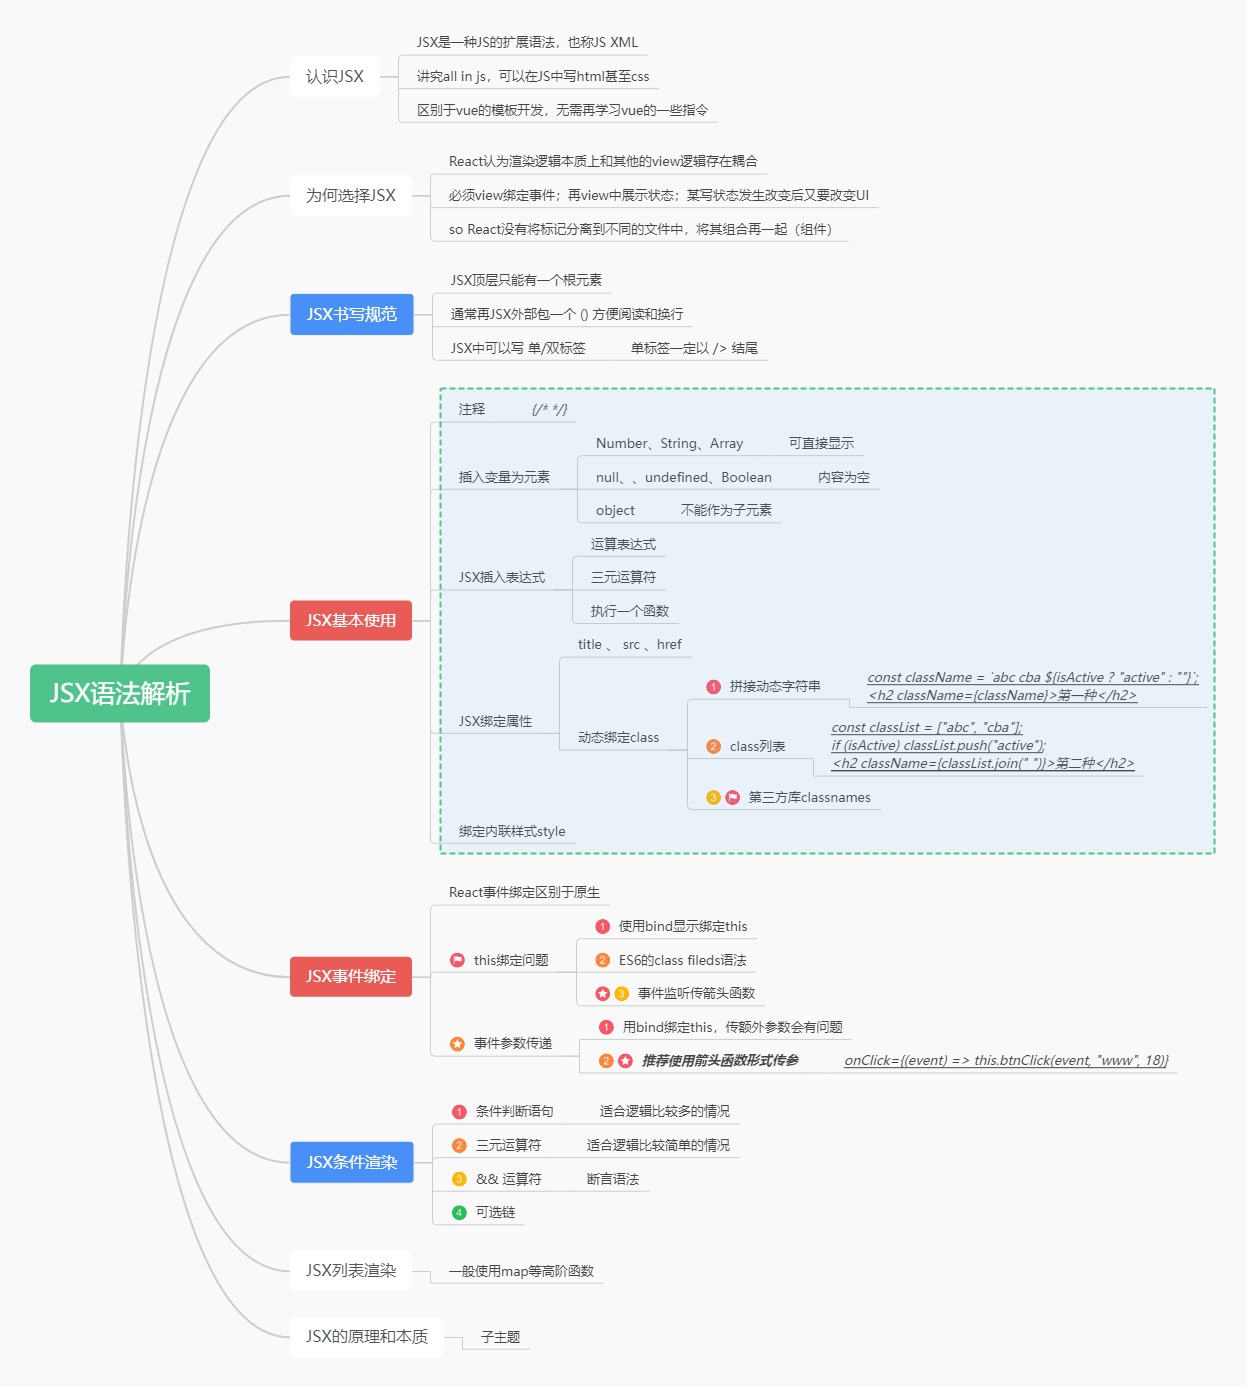 JSX语法解析
认识JSX
JSX是一种JS的扩展语法，也称JS XML
讲究all in js，可以在JS中写html甚至css
区别于vue的模板开发，无需再学习vue的一些指令
为何选择JSX
React认为渲染逻辑本质上和其他的view逻辑存在耦合
必须view绑定事件；再view中展示状态；某写状态发生改变后又要改变UI
so React没有将标记分离到不同的文件中，将其组合再一起（组件）
JSX书写规范
JSX顶层只能有一个根元素
通常再JSX外部包一个 () 方便阅读和换行
JSX中可以写 单/双标签 单标签一定以 /> 结尾
JSX基本使用
注释 {/* */}
插入变量为元素
Number、String、Array 可直接显示
null、、undefined、Boolean 内容为空
object 不能作为子元素
JSX插入表达式
运算表达式
三元运算符
执行一个函数
JSX绑定属性
title 、 src 、href
动态绑定class
1 拼接动态字符串
const className = `abc cba ${isActive ? "active" : ""}`;
<h2 className={className}>第一种</h2>
2 class列表
const classList = ["abc", "cba"];
if (isActive) classList.push("active");
<h2 className={classList.join(" ")}>第二种</h2>
3 第三方库classnames
绑定内联样式style
JSX事件绑定
React事件绑定区别于原生
this绑定问题
1 使用bind显示绑定this
2 ES6的class fileds语法
3 事件监听传箭头函数
事件参数传递
1 用bind绑定this，传额外参数会有问题
2 推荐使用箭头函数形式传参 onClick={(event) => this.btnClick(event, "www", 18)}
JSX条件渲染
1 条件判断语句 适合逻辑比较多的情况
2 三元运算符 适合逻辑比较简单的情况
3 && 运算符 断言语法
4 可选链
JSX列表渲染
一般使用map等高阶函数
JSX的原理和本质
子主题